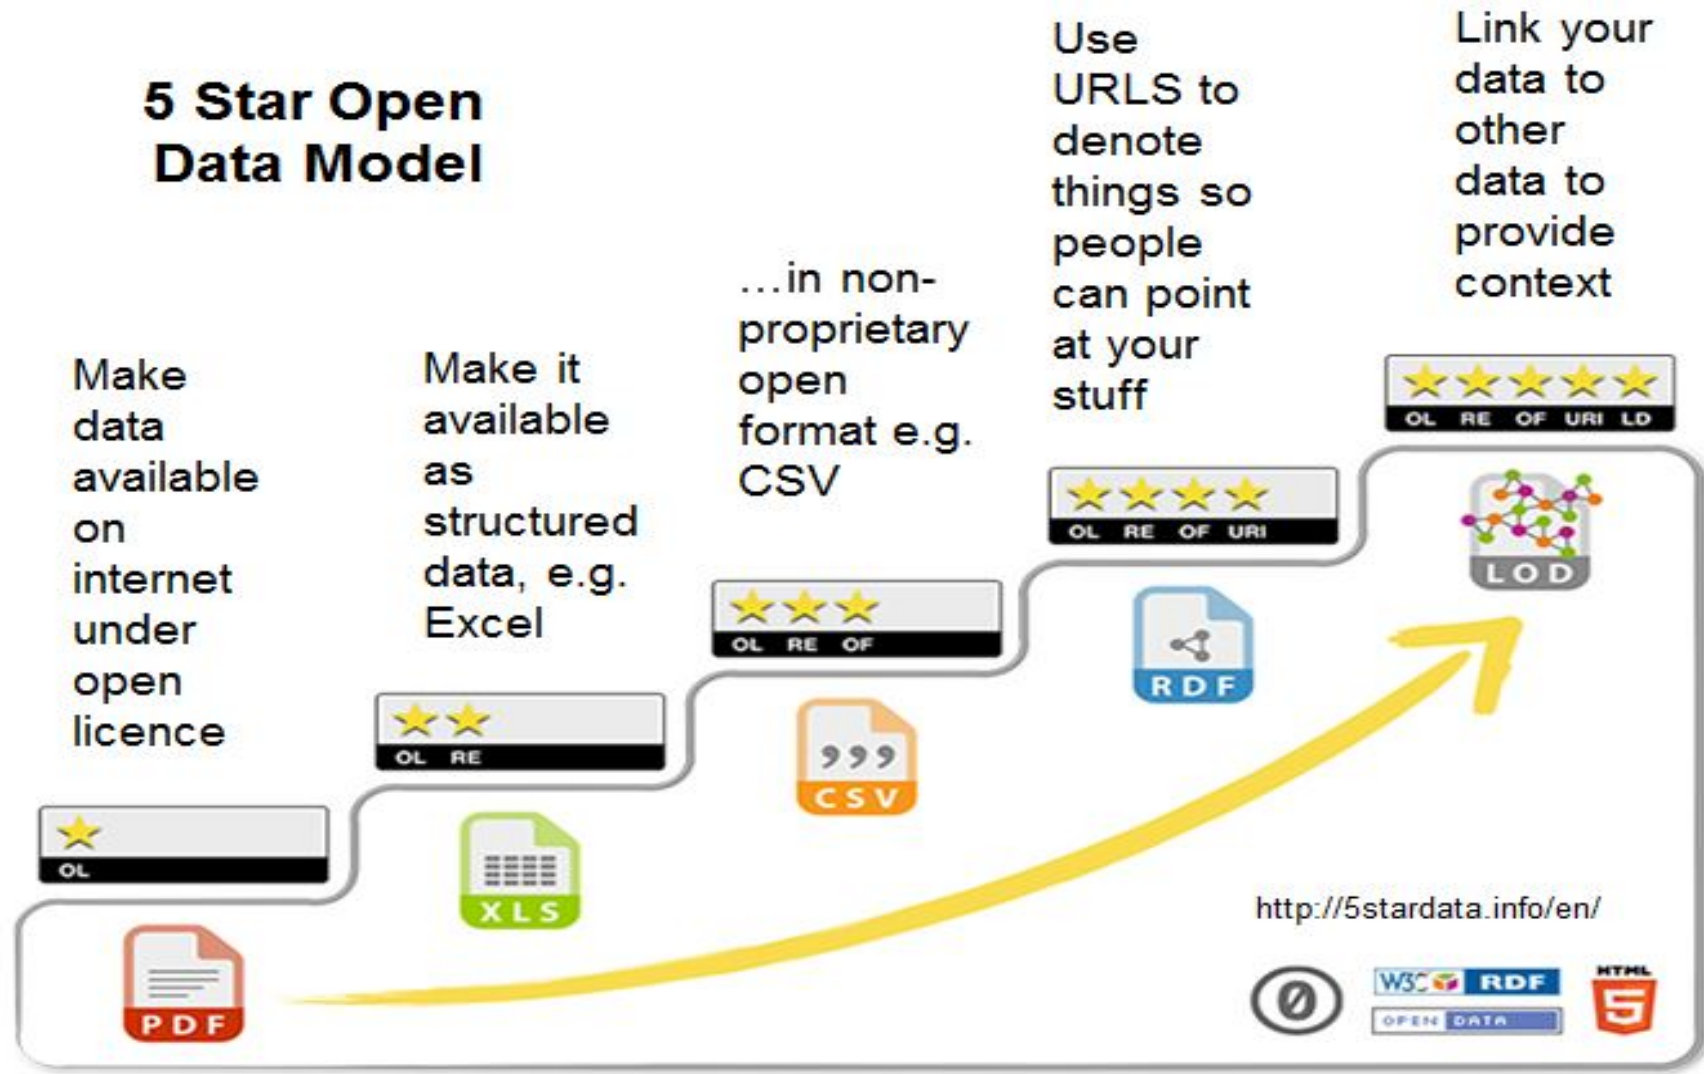 5 Star Open
Data Model
Make
data
available
on
internet
under
open
licence
★
OL
PDF
Make it
available
as
structured
data, e.g.
Excel
OL RE
XLS
...in non-
proprietary
open
format e.g.
CSV
OL RE OF
,,,
CSV
Use
URLS to
denote
things so
people
can point
at your
stuff
OL RE OF URI
RDF
Link your
data to
other
data to
provide
context
OL RE OF URI LD
LOD
http://5stardata.info/en/
0
W3C RDF
OPEN DATA
HTML
5